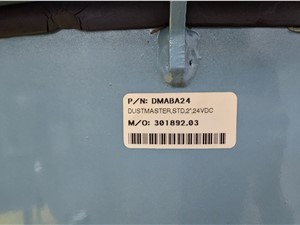 P/N: DMABA24
DUSTMASTER,STD,2",24VDC
M/O: 301892.03